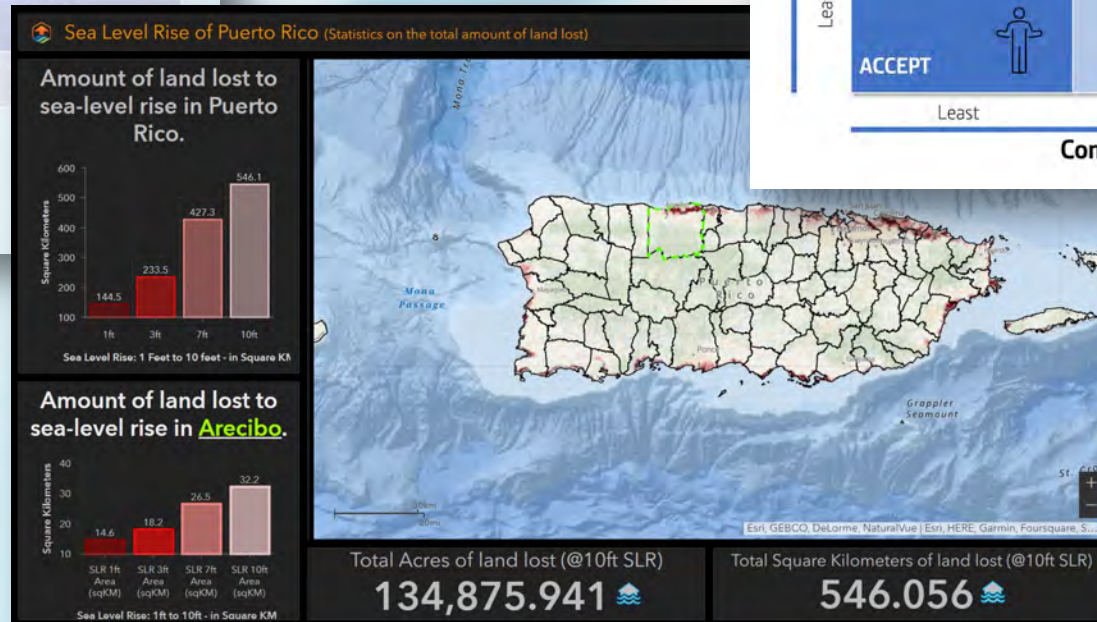 Sea Level Rise of Puerto Rico (Statistics on the total amount of land lost)
Amount of land lost to
sea-level rise in Puerto
Rico.
Square Kilometers
600
500
400
300
200
100
144.5
233.5
427.3
546.1
1ft
3ft
7ft
10ft
Sea Level Rise: 1 Feet to 10 feet - in Square KM
Amount of land lost to
sea-level rise in Arecibo.
Square Kilometers
40
30
20
10
14.6
18.2
26.5
32.2
SLR 1ft
Area
(sqKM)
SLR 3ft
Area
(sqKM)
SLR 7ft
Area
(sqKM)
SLR 10ft
Area
(sqKM)
Sea Level Rise: 1ft to 10ft - in Square KM
Mona
Mona
Passage
Puerto
Rico
Grappler
Seamount
St.
30km
20mi
+
Esri, GEBCO, DeLorme, NaturalVue | Esri, HERE, Garmin, Foursquare, S...
Total Acres of land lost (@10ft SLR)
134,875.941
Total Square Kilometers of land lost (@10ft SLR)
546.056
Lea
ACCEPT
Least
Con